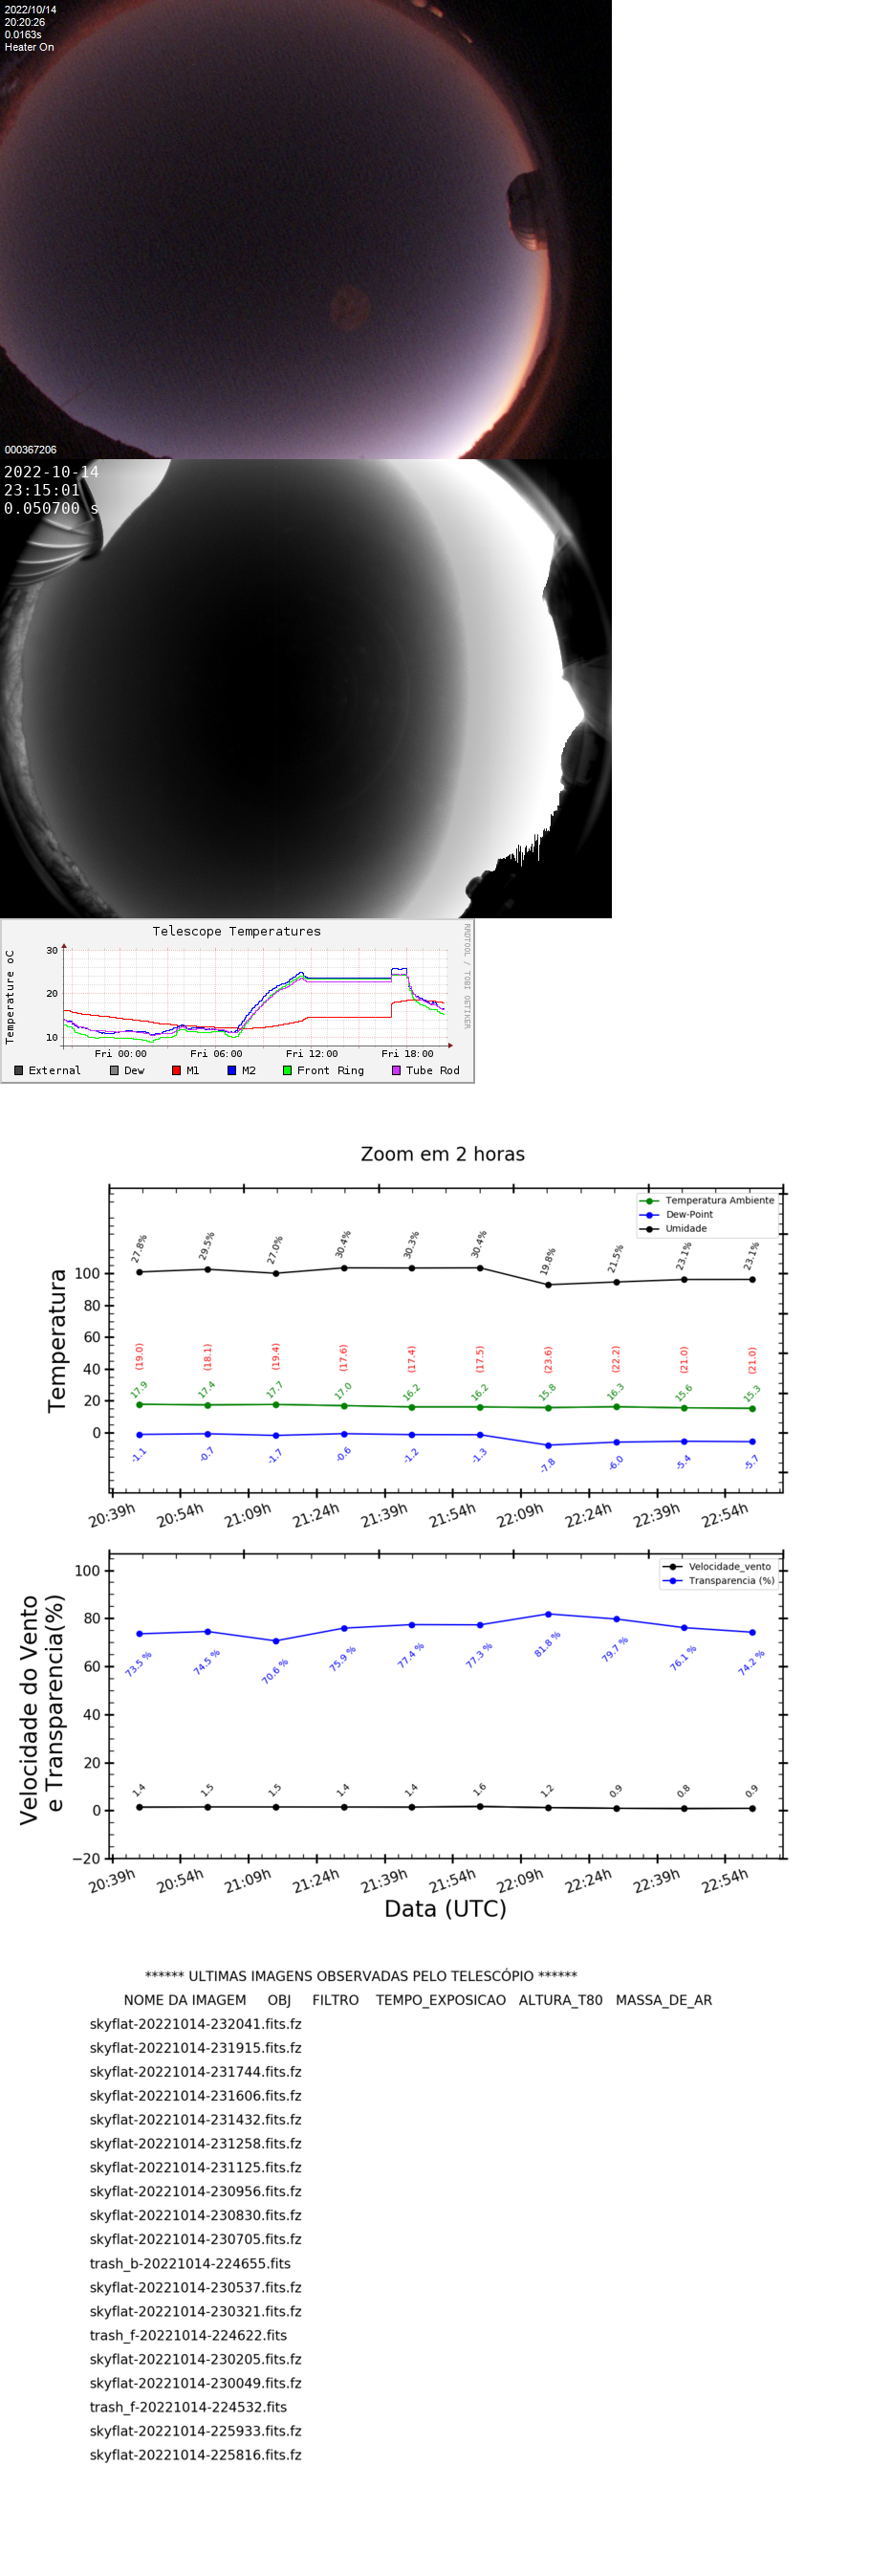 2022/10/14
20:20:26
0.0163s
Heater On
000367206
2022-10-14
23:15:01
0.050700 s
Telescope Temperatures
RRDTOOL / TOBI OETIKER
Temperature oC
30
20
10
Fri 00:00 Fri 06:00 Fri 12:00 Fri 18:00
External Dew M1 M2 Front Ring Tube Rod
Zoom em 2 horas
Temperatura Ambiente
Dew-Point
Umidade
Temperatura
100
80
60
40
20
0
27.8% 29.5% 27.0% 30.4% 30.3% 30.4% 19.8% 21.5% 23.1% 23.1%
(19.0) (18.1) (19.4) (17.6) (17.4) (17.5) (23.6) (22.2) (21.0) (21.0)
17.9 17.4 17.7 17.0 16.2 16.2 15.8 16.3 15.6 15.3
-1.1 -0.7 -1.7 -0.6 -1.2 -1.3 -7.8 -6.0 -5.4 -5.7
20:39h 20:54h 21:09h 21:24h 21:39h 21:54h 22:09h 22:24h 22:39h 22:54h
Velocidade_vento
Transparencia (%)
Velocidade do Vento
e Transparencia(%)
100
80
60
40
20
0
−20
73.5 % 74.5 % 70.6 % 75.9 % 77.4 % 77.3 % 81.8 % 79.7 % 76.1 % 74.2 %
1.4 1.5 1.5 1.4 1.4 1.6 1.2 0.9 0.8 0.9
20:39h 20:54h 21:09h 21:24h 21:39h 21:54h 22:09h 22:24h 22:39h 22:54h
Data (UTC)
****** ULTIMAS IMAGENS OBSERVADAS PELO TELESCÓPIO ******
NOME DA IMAGEM OBJ FILTRO TEMPO_EXPOSICAO ALTURA_T80 MASSA_DE_AR
skyflat-20221014-232041.fits.fz
skyflat-20221014-231915.fits.fz
skyflat-20221014-231744.fits.fz
skyflat-20221014-231606.fits.fz
skyflat-20221014-231432.fits.fz
skyflat-20221014-231258.fits.fz
skyflat-20221014-231125.fits.fz
skyflat-20221014-230956.fits.fz
skyflat-20221014-230830.fits.fz
skyflat-20221014-230705.fits.fz
trash_b-20221014-224655.fits
skyflat-20221014-230537.fits.fz
skyflat-20221014-230321.fits.fz
trash_f-20221014-224622.fits
skyflat-20221014-230205.fits.fz
skyflat-20221014-230049.fits.fz
trash_f-20221014-224532.fits
skyflat-20221014-225933.fits.fz
skyflat-20221014-225816.fits.fz